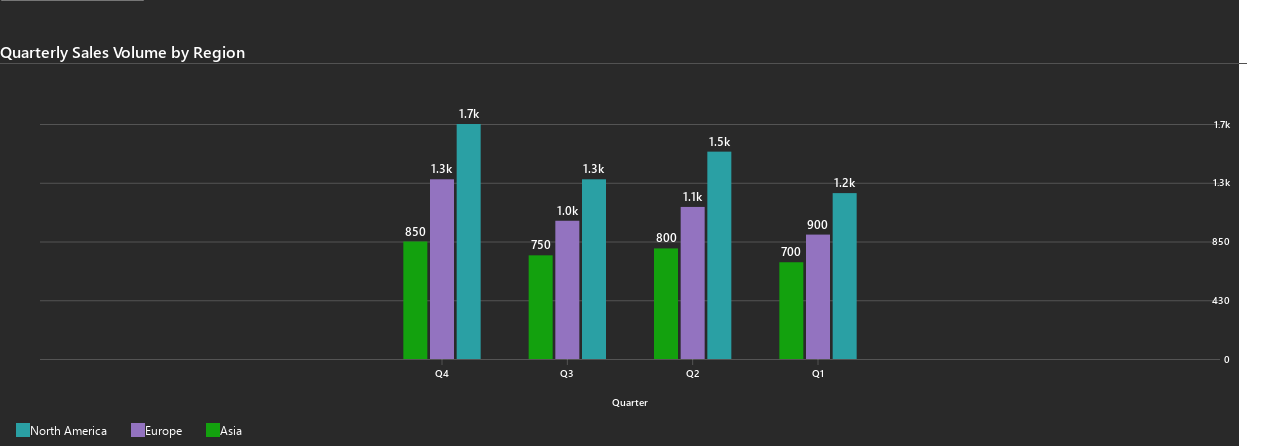 Quarterly Sales Volume by Region
1.7k
1.3k
1.3k
1.0k
850
750
1.5k
1.1k
800
1.2k
900
700
1.7k
1.3k
850
430
0
Q4 Q3 Q2 Q1
Quarter
North America Europe Asia